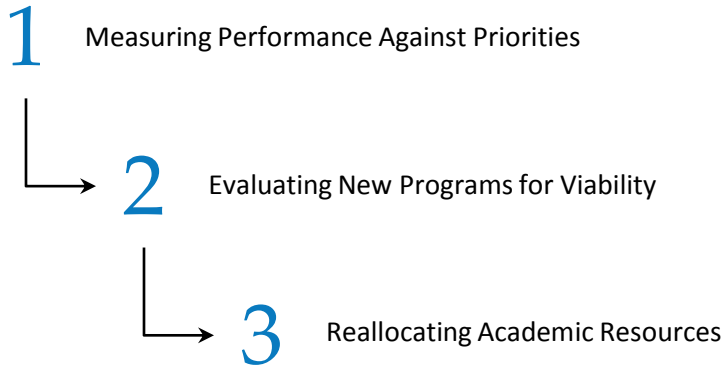 1 Measuring Performance Against Priorities
2 Evaluating New Programs for Viability
3 Reallocating Academic Resources